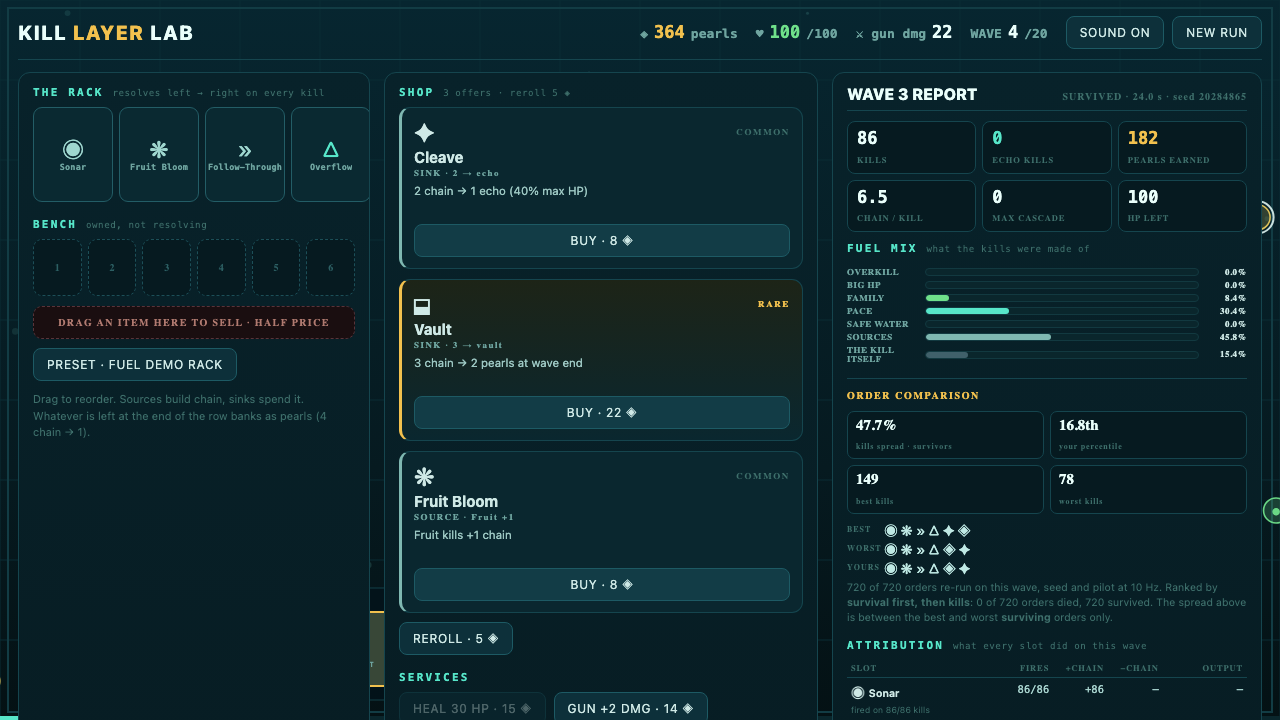 KILL LAYER LAB
◆ 364 pearls ♥ 100 /100 ⚔ gun dmg 22 WAVE 4 /20
SOUND ON
NEW RUN
THE RACK resolves left → right on every kill
Sonar
Fruit Bloom
Follow-Through
Overflow
BENCH owned, not resolving
1 2 3 4 5 6
DRAG AN ITEM HERE TO SELL · HALF PRICE
PRESET · FUEL DEMO RACK
Drag to reorder. Sources build chain, sinks spend it.
Whatever is left at the end of the row banks as pearls (4
chain → 1).
SHOP 3 offers · reroll 5 ◆
COMMON
Cleave
SINK · 2 → echo
2 chain → 1 echo (40% max HP)
BUY · 8 ◈
RARE
Vault
SINK · 3 → vault
3 chain → 2 pearls at wave end
BUY · 22 ◈
COMMON
Fruit Bloom
SOURCE · Fruit +1
Fruit kills +1 chain
BUY · 8 ◈
REROLL · 5 ◈
SERVICES
HEAL 30 HP · 15 ◈
GUN +2 DMG · 14 ◈
WAVE 3 REPORT
SURVIVED · 24.0 s · seed 20284865
86
KILLS
0
ECHO KILLS
182
PEARLS EARNED
6.5
CHAIN / KILL
0
MAX CASCADE
100
HP LEFT
FUEL MIX what the kills were made of
OVERKILL 0.0%
BIG HP 0.0%
FAMILY 8.4%
PACE 30.4%
SAFE WATER 0.0%
SOURCES 45.8%
THE KILL
ITSELF 15.4%
ORDER COMPARISON
47.7%
kills spread · survivors
16.8th
your percentile
149
best kills
78
worst kills
BEST ◉ ❋ » △ ✦ ◈
WORST ◉ ❋ » △ ◈ ✦
YOURS ◉ ❋ » △ ◈ ✦
720 of 720 orders re-run on this wave, seed and pilot at 10 Hz. Ranked by
survival first, then kills: 0 of 720 orders died, 720 survived. The spread above
is between the best and worst surviving orders only.
ATTRIBUTION what every slot did on this wave
SLOT FIRES +CHAIN −CHAIN OUTPUT
◉ Sonar 86/86 +86 — —
fired on 86/86 kills